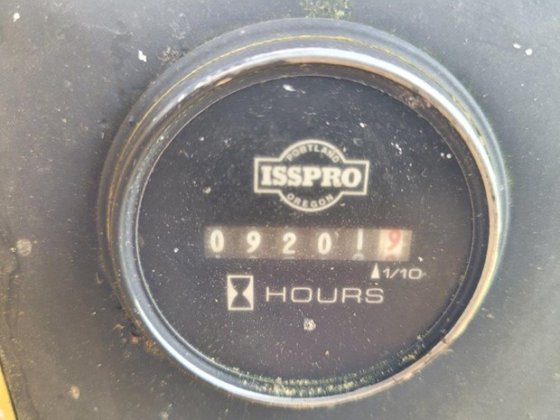 PORTLAND
ISSPRO
OREGON
092019
1/10
HOURS